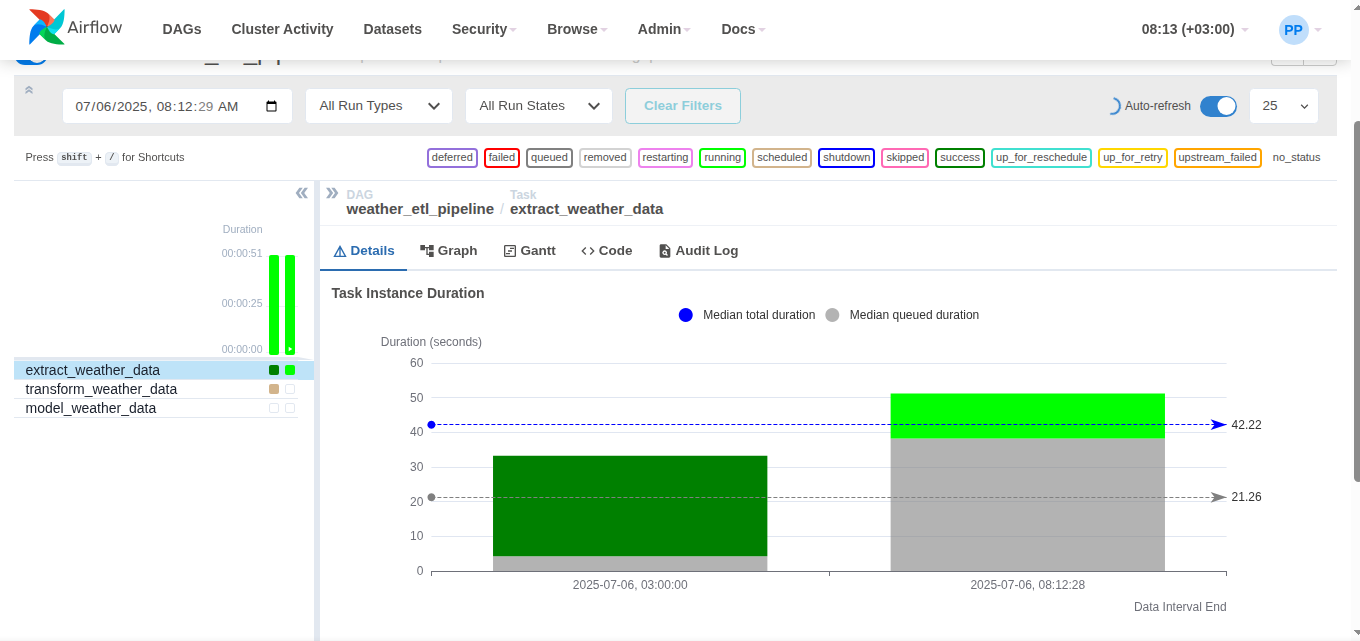 Airflow
DAGs
Cluster Activity
Datasets
Security
Browse
Admin
Docs
08:13 (+03:00)
PP
07/06/2025, 08:12:29 AM
All Run Types
All Run States
Clear Filters
Auto-refresh
25
Press shift + / for Shortcuts
deferred
failed
queued
removed
restarting
running
scheduled
shutdown
skipped
success
up_for_reschedule
up_for_retry
upstream_failed
no_status
Duration
00:00:51
00:00:25
00:00:00
extract_weather_data
transform_weather_data
model_weather_data
DAG
weather_etl_pipeline
/
Task
extract_weather_data
Details
Graph
Gantt
Code
Audit Log
Task Instance Duration
Median total duration
Median queued duration
Duration (seconds)
60
50
40
30
20
10
0
42.22
21.26
2025-07-06, 03:00:00
2025-07-06, 08:12:28
Data Interval End